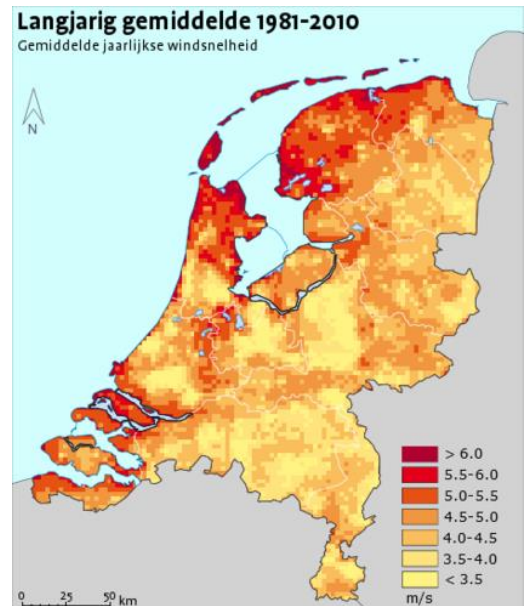 Langjarig gemiddelde 1981-2010
Gemiddelde jaarlijkse windsnelheid
N
> 6.0
5.5-6.0
5.0-5.5
4.5-5.0
4.0-4.5
3.5-4.0
< 3.5
m/s
0 25 50 km